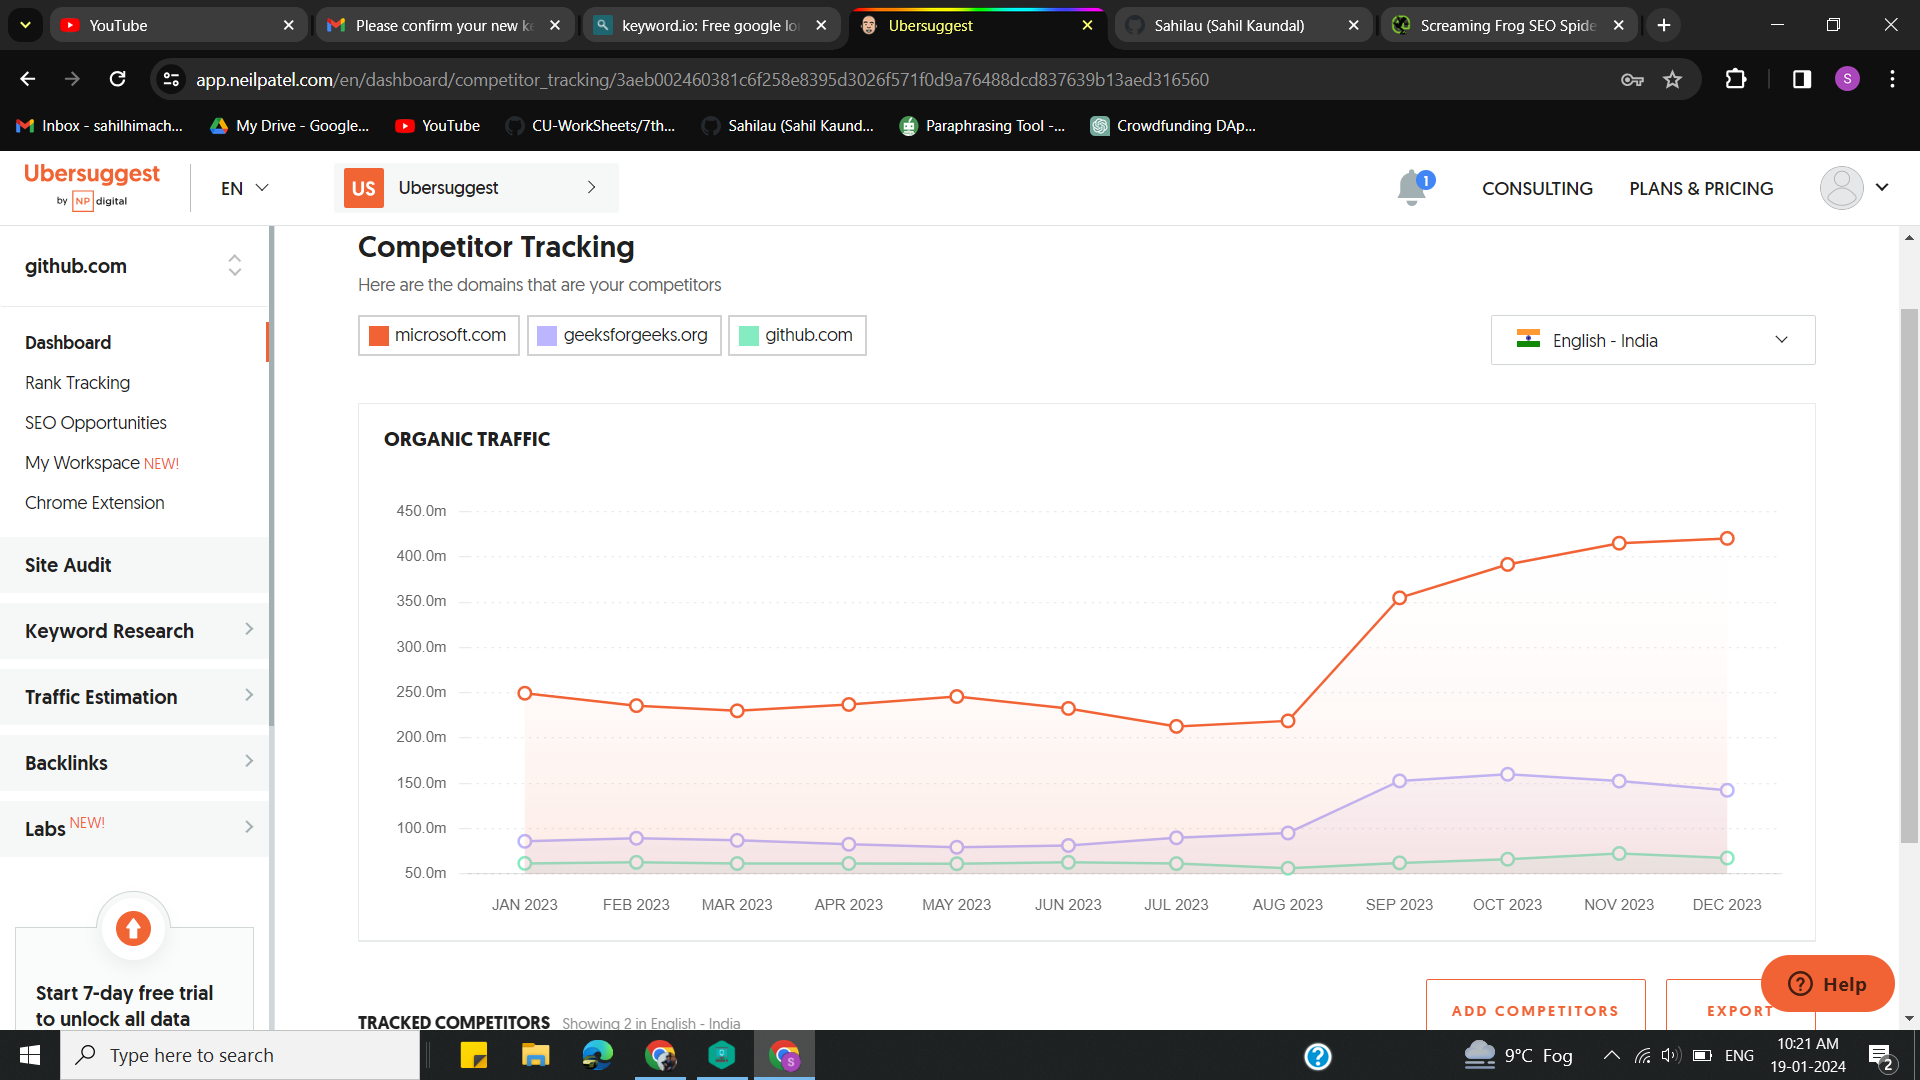 YouTube
Please confirm your new ke
keyword.io: Free google lo
Ubersuggest
Sahilau (Sahil Kaundal)
Screaming Frog SEO Spide
app.neilpatel.com/en/dashboard/competitor_tracking/3aeb002460381c6f258e8395d3026f571f0d9a76488dcd837639b13aed316560
S
Inbox - sahilhimach...
My Drive - Google...
YouTube
CU-WorkSheets/7th...
Sahilau (Sahil Kaund...
Paraphrasing Tool -...
Crowdfunding DAp...
Ubersuggest
by NP digital
EN
US Ubersuggest
1
CONSULTING
PLANS & PRICING
github.com
Dashboard
Rank Tracking
SEO Opportunities
My Workspace NEW!
Chrome Extension
Site Audit
Keyword Research
Traffic Estimation
Backlinks
Labs NEW!
Start 7-day free trial
to unlock all data
Competitor Tracking
Here are the domains that are your competitors
microsoft.com
geeksforgeeks.org
github.com
English - India
ORGANIC TRAFFIC
450.0m
400.0m
350.0m
300.0m
250.0m
200.0m
150.0m
100.0m
50.0m
JAN 2023 FEB 2023 MAR 2023 APR 2023 MAY 2023 JUN 2023 JUL 2023 AUG 2023 SEP 2023 OCT 2023 NOV 2023 DEC 2023
TRACKED COMPETITORS Showing 2 in English - India
ADD COMPETITORS
EXPORT
Help
Type here to search
S
9°C Fog
ENG
10:21 AM
19-01-2024
2